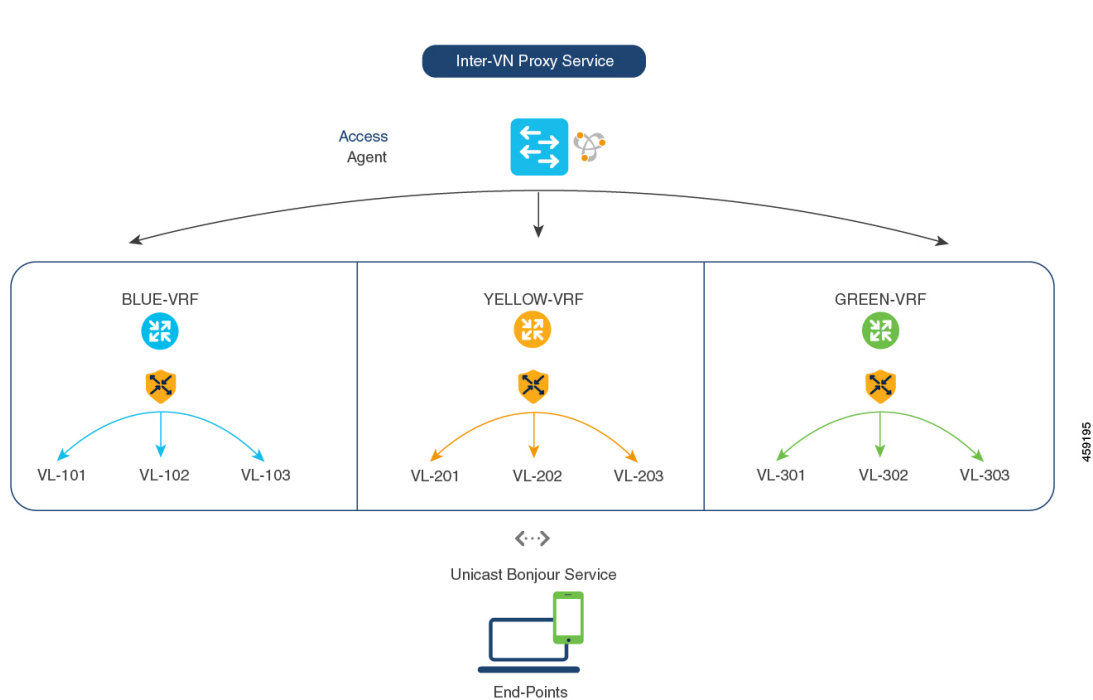 Inter-VN Proxy Service
Access
Agent
BLUE-VRF
YELLOW-VRF
GREEN-VRF
VL-101
VL-102
VL-103
VL-201
VL-202
VL-203
VL-301
VL-302
VL-303
459195
Unicast Bonjour Service
End-Points